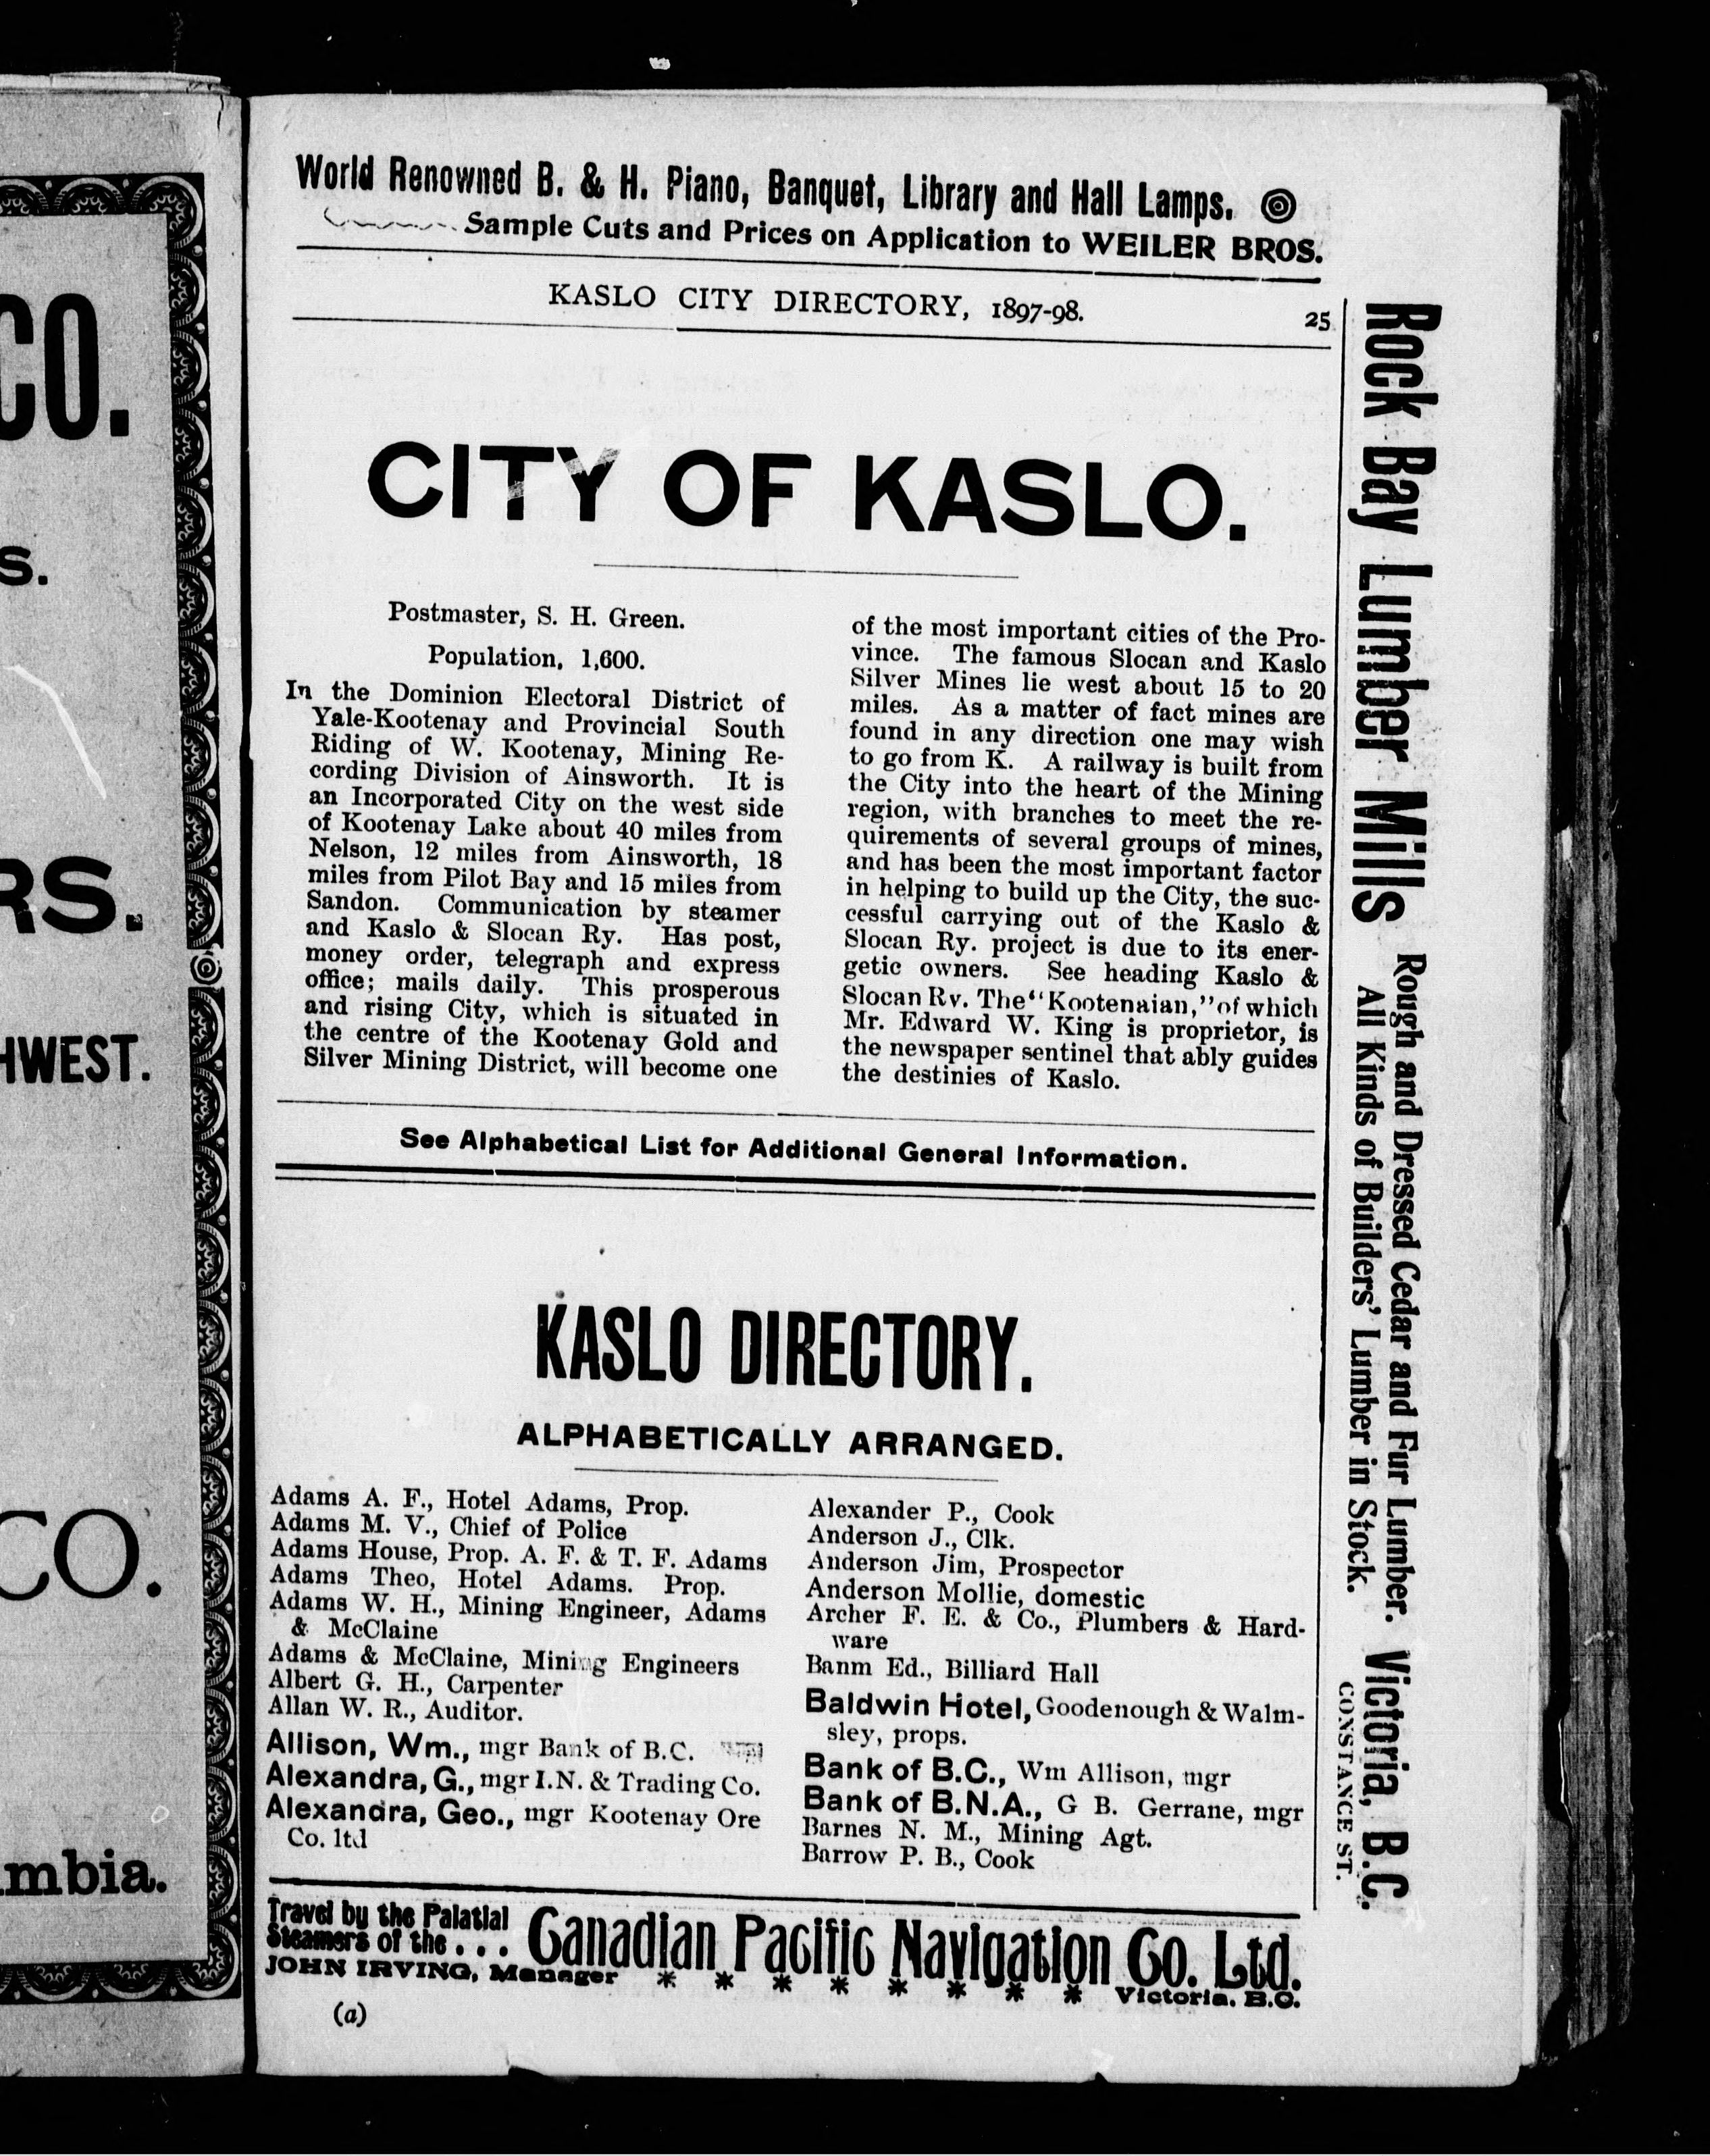 CO.
S.
RS.
HWEST.
CO.
mbia.
World Renowned B. & H. Piano, Banquet, Library and Hall Lamps.
Sample Cuts and Prices on Application to WEILER BROS.
KASLO CITY DIRECTORY, 1897-98. 25
CITY OF KASLO.
Postmaster, S. H. Green.
Population, 1,600.
In the Dominion Electoral District of
Yale-Kootenay and Provincial South
Riding of W. Kootenay, Mining Re-
cording Division of Ainsworth. It is
an Incorporated City on the west side
of Kootenay Lake about 40 miles from
Nelson, 12 miles from Ainsworth, 18
miles from Pilot Bay and 15 miles from
Sandon. Communication by steamer
and Kaslo & Slocan Ry. Has post,
money order, telegraph and express
office; mails daily. This prosperous
and rising City, which is situated in
the centre of the Kootenay Gold and
Silver Mining District, will become one
of the most important cities of the Pro-
vince. The famous Slocan and Kaslo
Silver Mines lie west about 15 to 20
miles. As a matter of fact mines are
found in any direction one may wish
to go from K. A railway is built from
the City into the heart of the Mining
region, with branches to meet the re-
quirements of several groups of mines,
and has been the most important factor
in helping to build up the City, the suc-
cessful carrying out of the Kaslo &
Slocan Ry. project is due to its ener-
getic owners. See heading Kaslo &
Slocan Ry. The "Kootenaian," of which
Mr. Edward W. King is proprietor, is
the newspaper sentinel that ably guides
the destinies of Kaslo.
See Alphabetical List for Additional General Information.
KASLO DIRECTORY.
ALPHABETICALLY ARRANGED.
Adams A. F., Hotel Adams, Prop.
Adams M. V., Chief of Police
Adams House, Prop. A. F. & T. F. Adams
Adams Theo, Hotel Adams. Prop.
Adams W. H., Mining Engineer, Adams
& McClaine
Adams & McClaine, Mining Engineers
Albert G. H., Carpenter
Allan W. R., Auditor.
Allison, Wm., mgr Bank of B.C.
Alexandra, G., mgr I.N. & Trading Co.
Alexandra, Geo., mgr Kootenay Ore
Co. ltd
Alexander P., Cook
Anderson J., Clk.
Anderson Jim, Prospector
Anderson Mollie, domestic
Archer F. E. & Co., Plumbers & Hard-
ware
Banm Ed., Billiard Hall
Baldwin Hotel, Goodenough & Walm-
sley, props.
Bank of B.C., Wm Allison, mgr
Bank of B.N.A., G B. Gerrane, mgr
Barnes N. M., Mining Agt.
Barrow P. B., Cook
Travel by the Palatial
Steamers of the . . . Canadian Pacific Navigation Co. Ltd.
JOHN IRVING, Manager * * * * * * * * Victoria. B.C.
(a)
Rock Bay Lumber Mills
Rough and Dressed Cedar and Fur Lumber.
All Kinds of Builders' Lumber in Stock.
Victoria, B.C.
CONSTANCE ST.